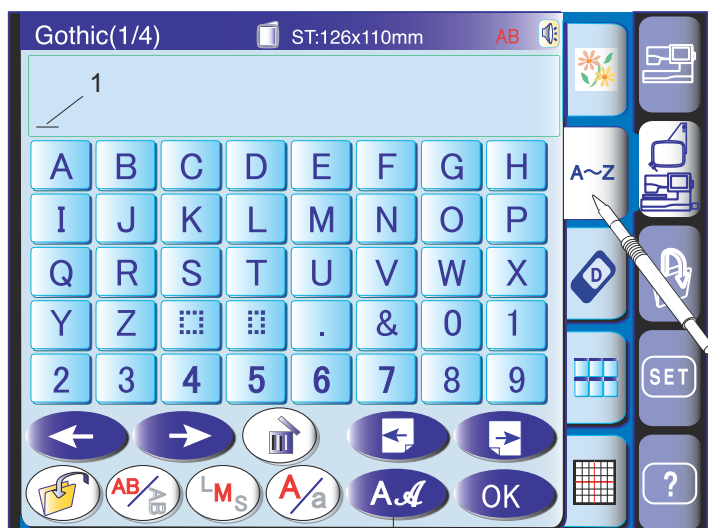 Gothic(1/4) ST:126x110mm AB
1
A B C D E F G H
I J K L M N O P
Q R S T U V W X
Y Z . & 0 1
2 3 4 5 6 7 8 9
AB/AB L M S A/a AA OK
A~Z
D
SET
?